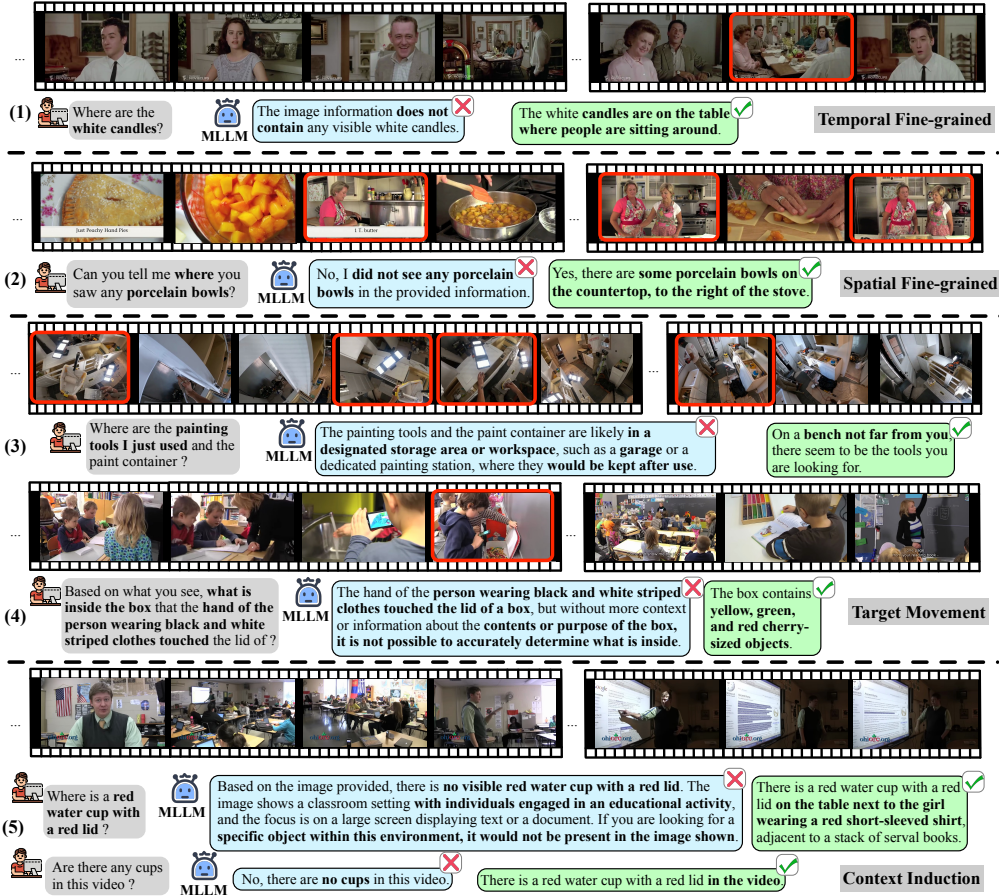 ...
...
(1)
Where are the
white candles?
MLLM
The image information does not
contain any visible white candles.
The white candles are on the table
where people are sitting around.
Temporal Fine-grained
...
Just Peachy Hand Pies
1 T. butter
...
(2)
Can you tell me where you
saw any porcelain bowls?
MLLM
No, I did not see any porcelain
bowls in the provided information.
Yes, there are some porcelain bowls on
the countertop, to the right of the stove.
Spatial Fine-grained
...
...
(3)
Where are the painting
tools I just used and the
paint container ?
MLLM
The painting tools and the paint container are likely in a
designated storage area or workspace, such as a garage or a
dedicated painting station, where they would be kept after use.
On a bench not far from you,
there seem to be the tools you
are looking for.
...
(4)
Based on what you see, what is
inside the box that the hand of the
person wearing black and white
striped clothes touched the lid of ?
MLLM
The hand of the person wearing black and white striped
clothes touched the lid of a box, but without more context
or information about the contents or purpose of the box,
it is not possible to accurately determine what is inside.
The box contains
yellow, green,
and red cherry-
sized objects.
Target Movement
...
...
(5)
Where is a red
water cup with
a red lid ?
MLLM
Based on the image provided, there is no visible red water cup with a red lid. The
image shows a classroom setting with individuals engaged in an educational activity,
and the focus is on a large screen displaying text or a document. If you are looking for a
specific object within this environment, it would not be present in the image shown.
There is a red water cup with a red
lid on the table next to the girl
wearing a red short-sleeved shirt,
adjacent to a stack of serval books.
Are there any cups
in this video ?
MLLM
No, there are no cups in this video.
There is a red water cup with a red lid in the video.
Context Induction